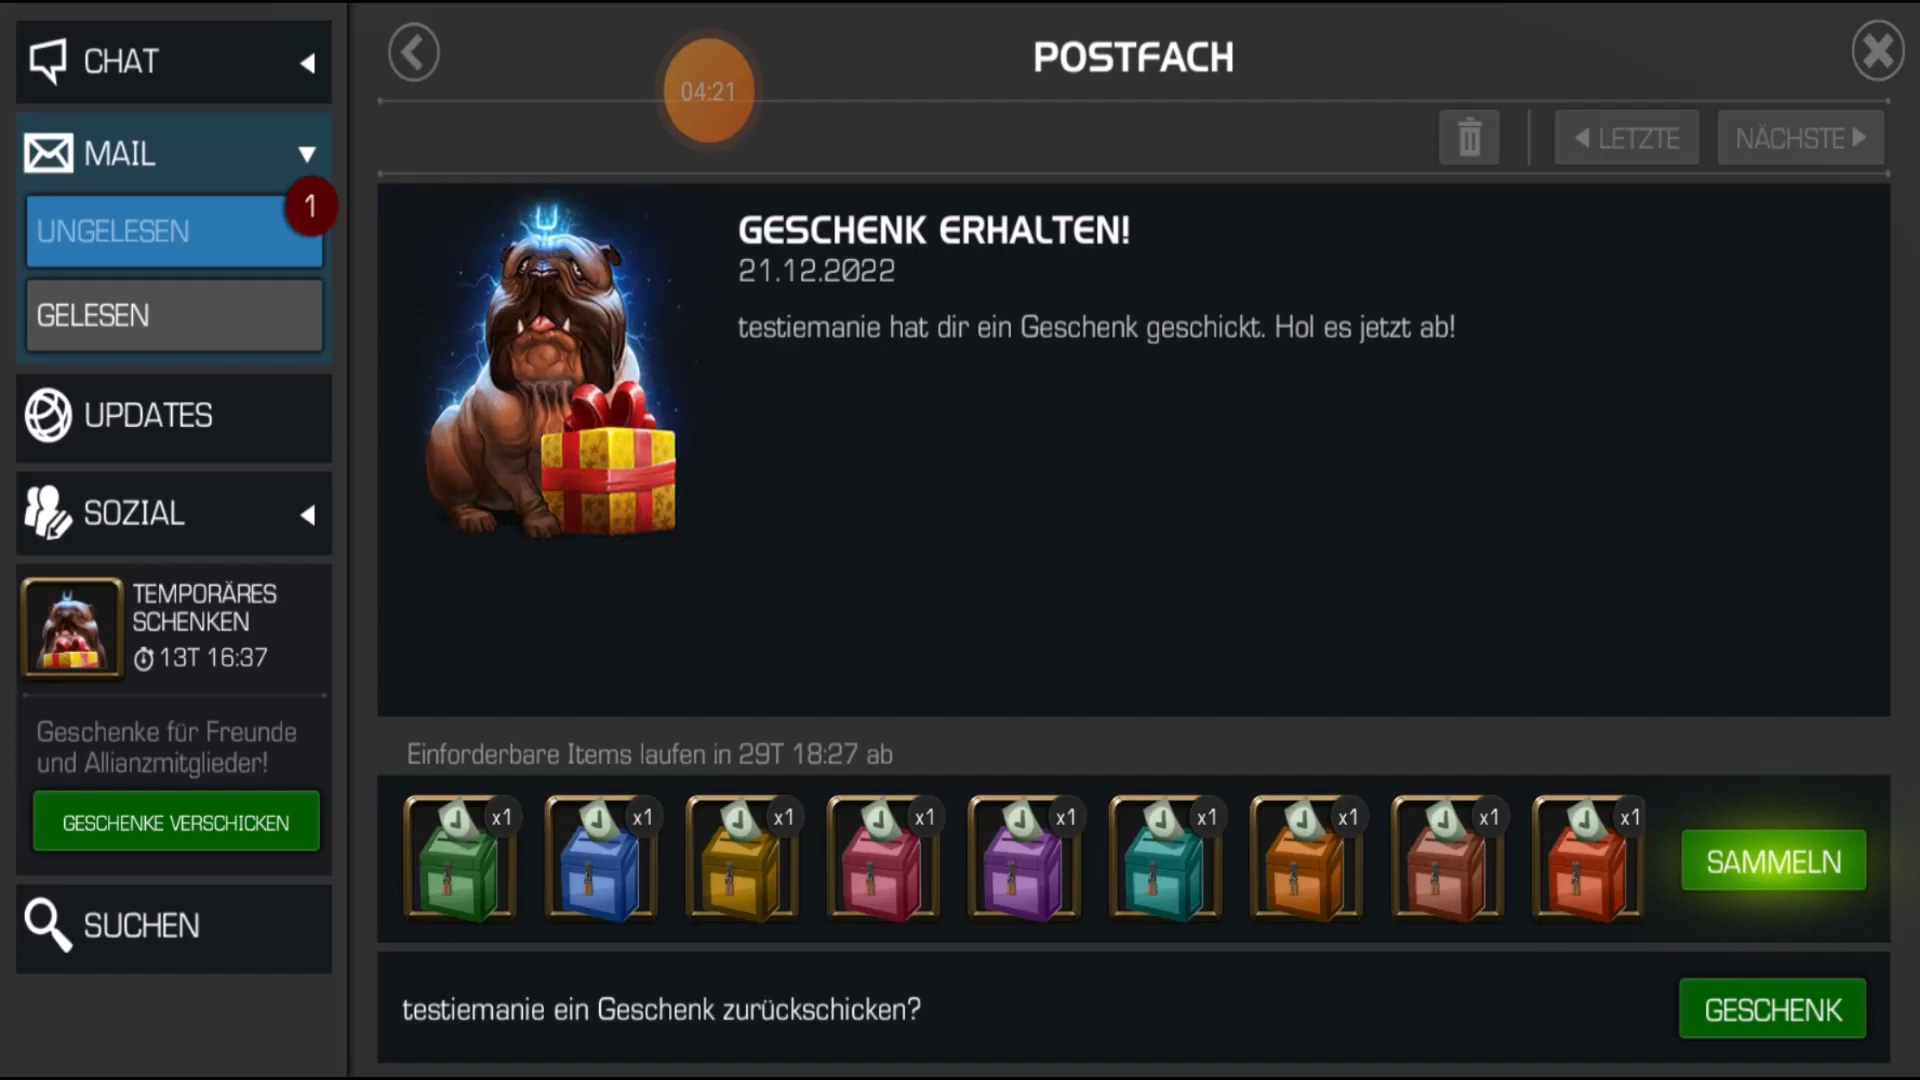 CHAT
MAIL
1
UNGELESEN
GELESEN
UPDATES
SOZIAL
TEMPORÄRES
SCHENKEN
13T 16:37
Geschenke für Freunde
und Allianzmitglieder!
GESCHENKE VERSCHICKEN
SUCHEN
POSTFACH
04:21
LETZTE
NÄCHSTE
GESCHENK ERHALTEN!
21.12.2022
testiemanie hat dir ein Geschenk geschickt. Hol es jetzt ab!
Einforderbare Items laufen in 29T 18:27 ab
x1 x1 x1 x1 x1 x1 x1 x1 x1
SAMMELN
testiemanie ein Geschenk zurückschicken?
GESCHENK